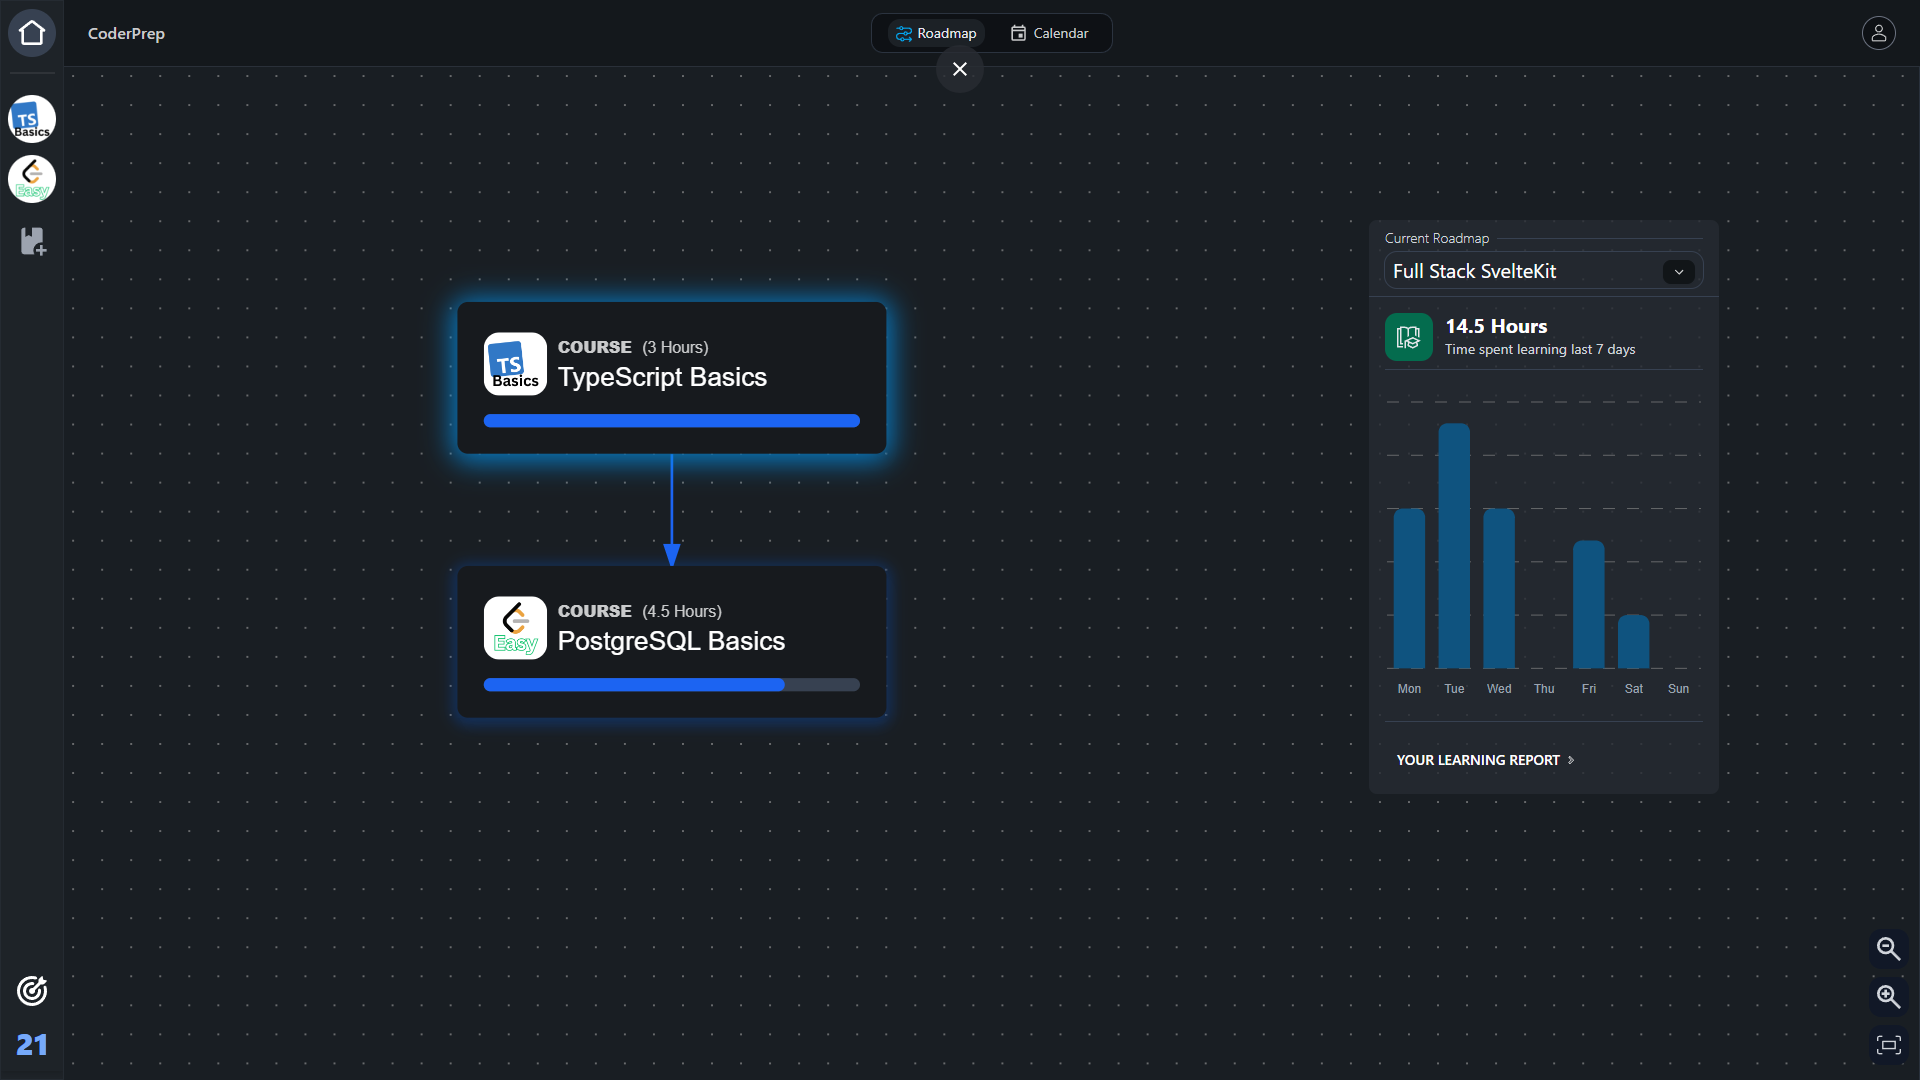 CoderPrep
Roadmap
Calendar
TS
Basics
Easy
21
TS
Basics
COURSE (3 Hours)
TypeScript Basics
Easy
COURSE (4.5 Hours)
PostgreSQL Basics
Current Roadmap
Full Stack SvelteKit
14.5 Hours
Time spent learning last 7 days
Mon Tue Wed Thu Fri Sat Sun
YOUR LEARNING REPORT